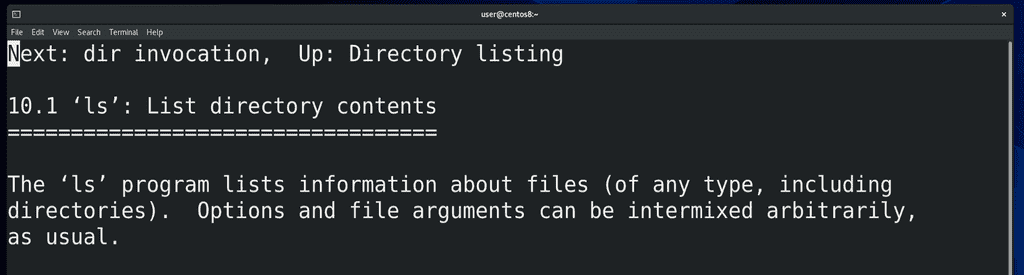 user@centos8:~
File Edit View Search Terminal Help
Next: dir invocation,  Up: Directory listing
10.1 ‘ls’: List directory contents
==================================
The ‘ls’ program lists information about files (of any type, including
directories).  Options and file arguments can be intermixed arbitrarily,
as usual.